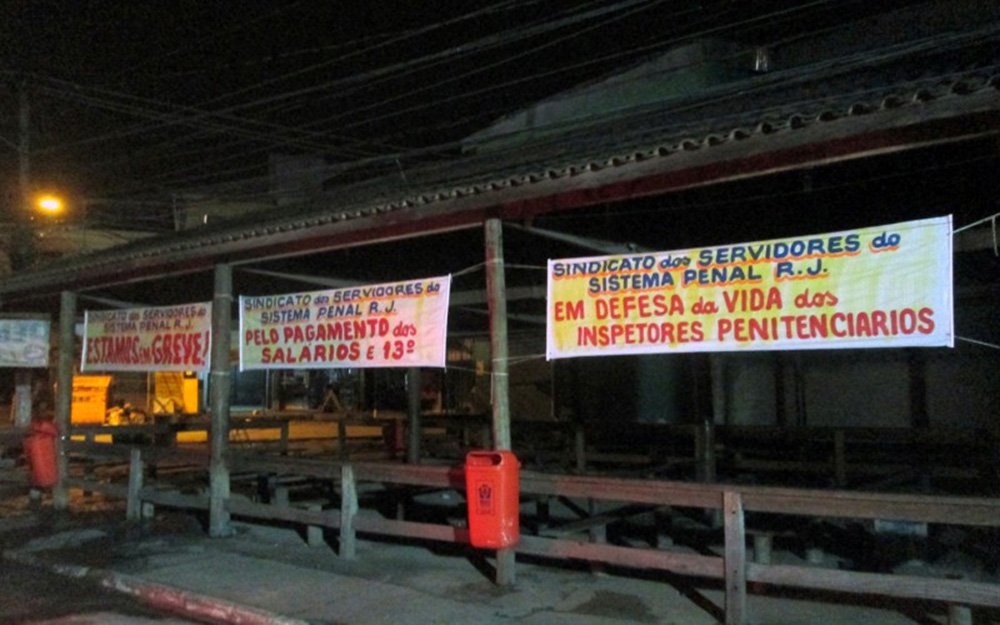 SINDICATO dos SERVIDORES do
SISTEMA PENAL R.J.
ESTAMOS em GREVE!
SINDICATO dos SERVIDORES do
SISTEMA PENAL R.J.
PELO PAGAMENTO dos
SALÁRIOS E 13º
SINDICATO dos SERVIDORES do
SISTEMA PENAL R.J.
EM DEFESA da VIDA dos
INSPETORES PENITENCIARIOS